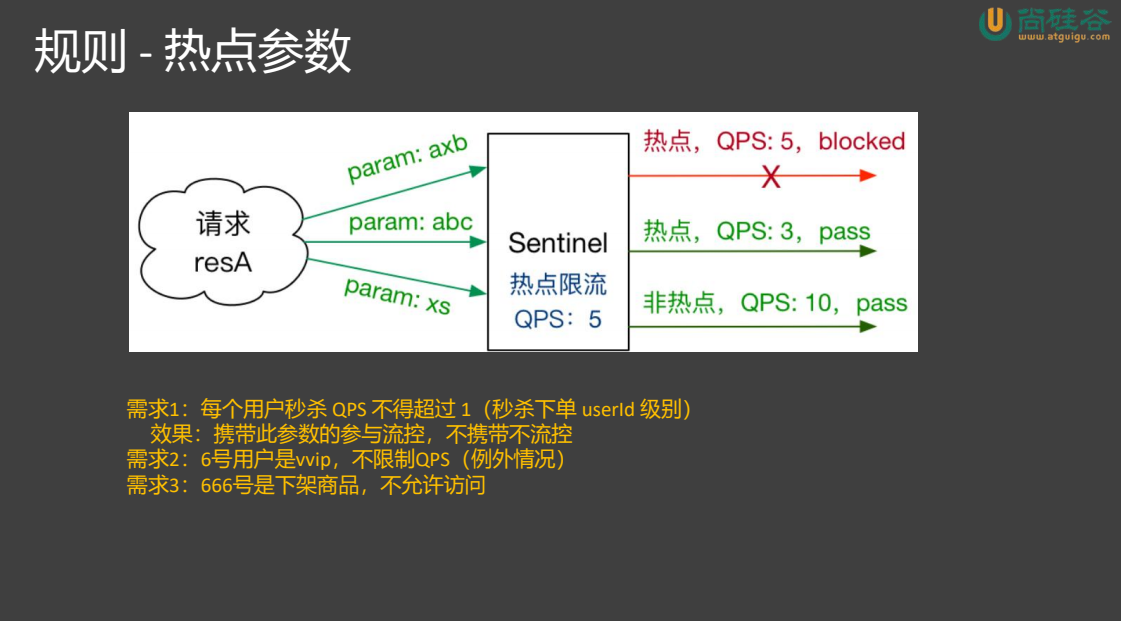 规则 - 热点参数
尚硅谷
www.atguigu.com
param: axb
param: abc
param: xs
请求
resA
Sentinel
热点限流
QPS：5
热点，QPS: 5，blocked
X
热点，QPS: 3，pass
非热点，QPS: 10，pass
需求1：每个用户秒杀 QPS 不得超过 1（秒杀下单 userId 级别）
效果：携带此参数的参与流控，不携带不流控
需求2：6号用户是vvip，不限制QPS（例外情况）
需求3：666号是下架商品，不允许访问